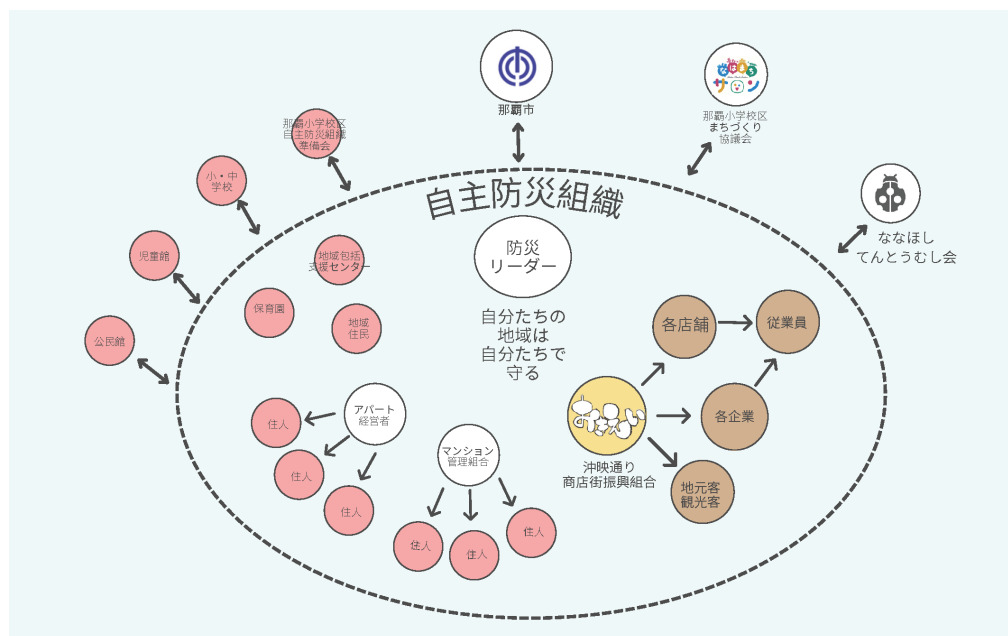 那覇市
なはまち
サロン
那覇小学校区
まちづくり
協議会
那覇小学校区
自主防災組織
準備会
小・中
学校
児童館
公民館
ななほし
てんとうむし会
自主防災組織
防災
リーダー
自分たちの
地域は
自分たちで
守る
地域包括
支援センター
保育園
地域
住民
アパート
経営者
住人
住人
住人
マンション
管理組合
住人
住人
住人
沖映通り
商店街振興組合
各店舗
従業員
各企業
地元客
観光客